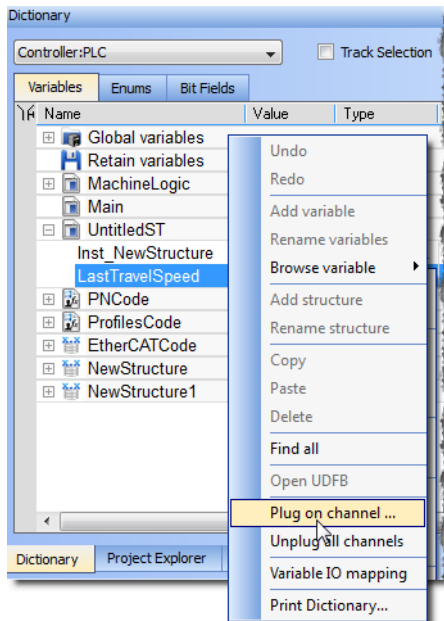 Dictionary
Controller:PLC
Track Selection
Variables Enums Bit Fields
Name Value Type
Global variables
Retain variables
MachineLogic
Main
UntitledST
Inst_NewStructure
LastTravelSpeed
PNCode
ProfilesCode
EtherCATCode
NewStructure
NewStructure1
Undo
Redo
Add variable
Rename variables
Browse variable
Add structure
Rename structure
Copy
Paste
Delete
Find all
Open UDFB
Plug on channel ...
Unplug all channels
Variable IO mapping
Print Dictionary...
Dictionary Project Explorer